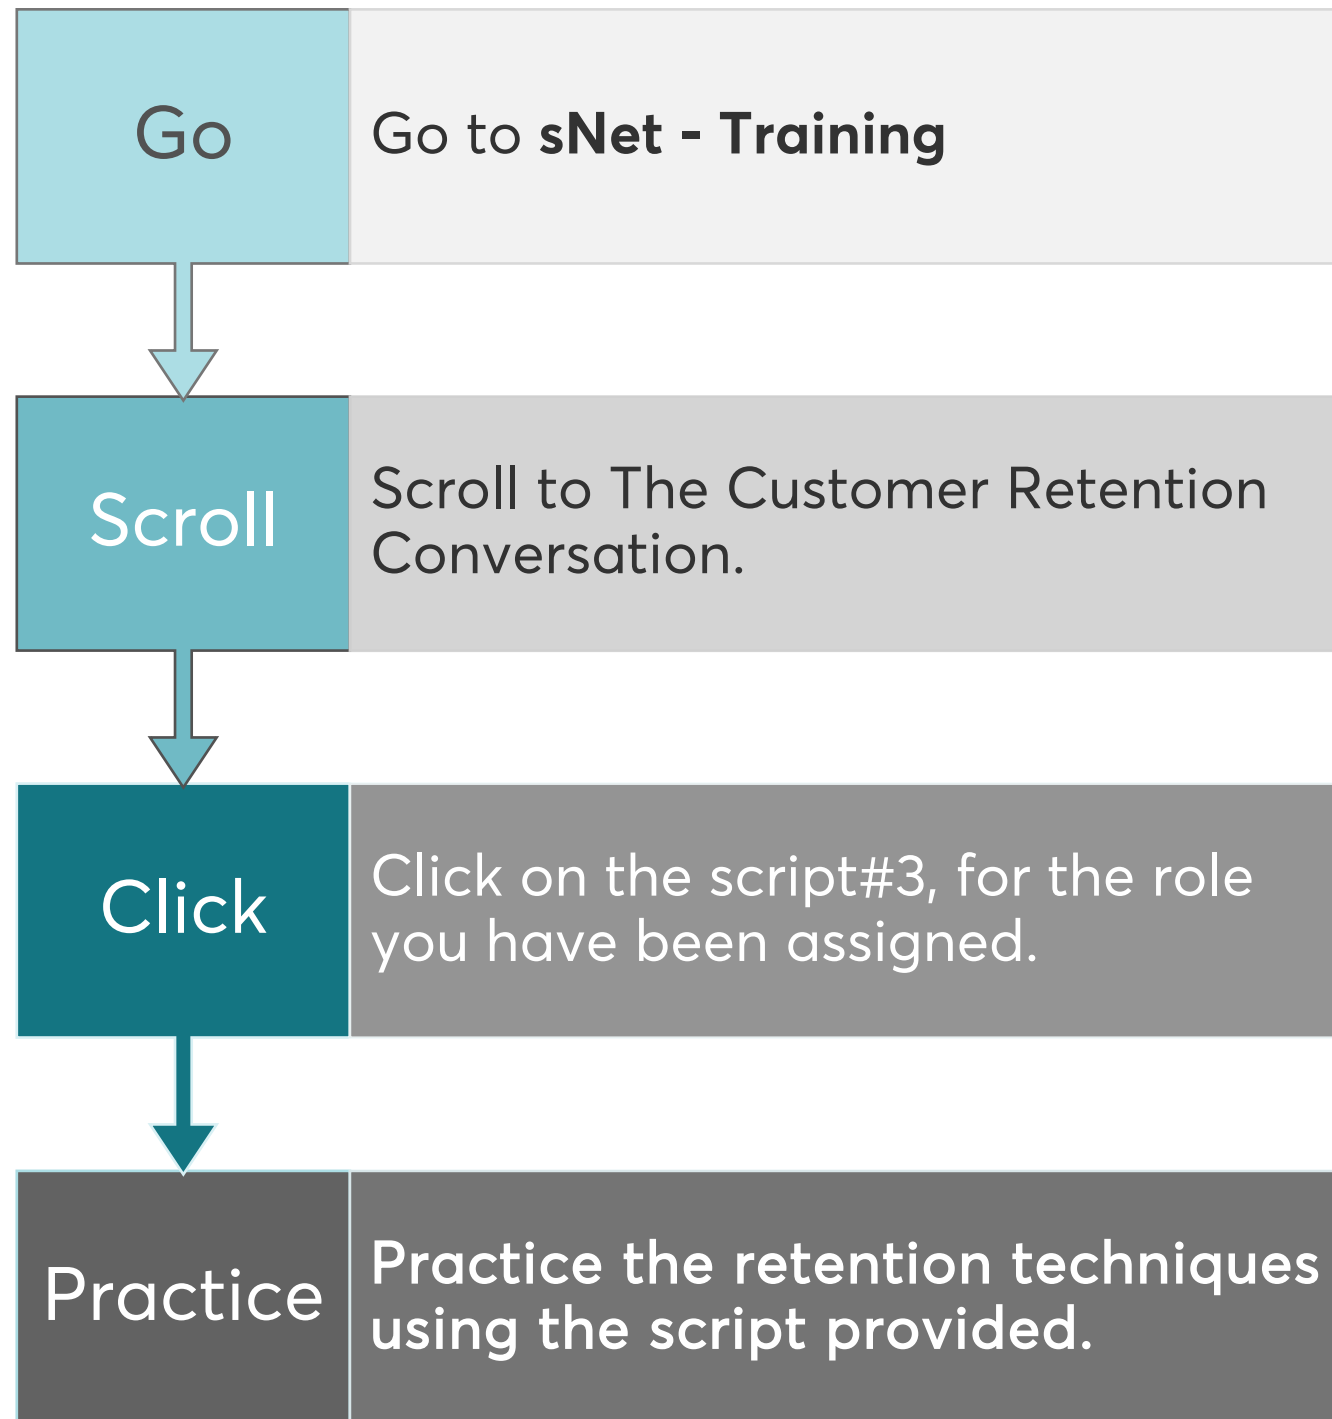 Go
Go to sNet - Training
Scroll
Scroll to The Customer Retention
Conversation.
Click
Click on the script#3, for the role
you have been assigned.
Practice
Practice the retention techniques
using the script provided.